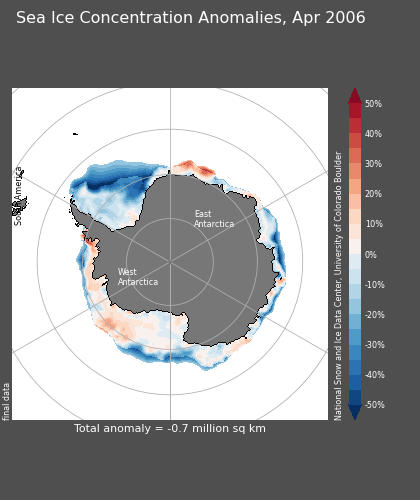 Sea Ice Concentration Anomalies, Apr 2006
South America
East
Antarctica
West
Antarctica
50%
40%
30%
20%
10%
0%
-10%
-20%
-30%
-40%
-50%
National Snow and Ice Data Center, University of Colorado Boulder
final data
Total anomaly = -0.7 million sq km